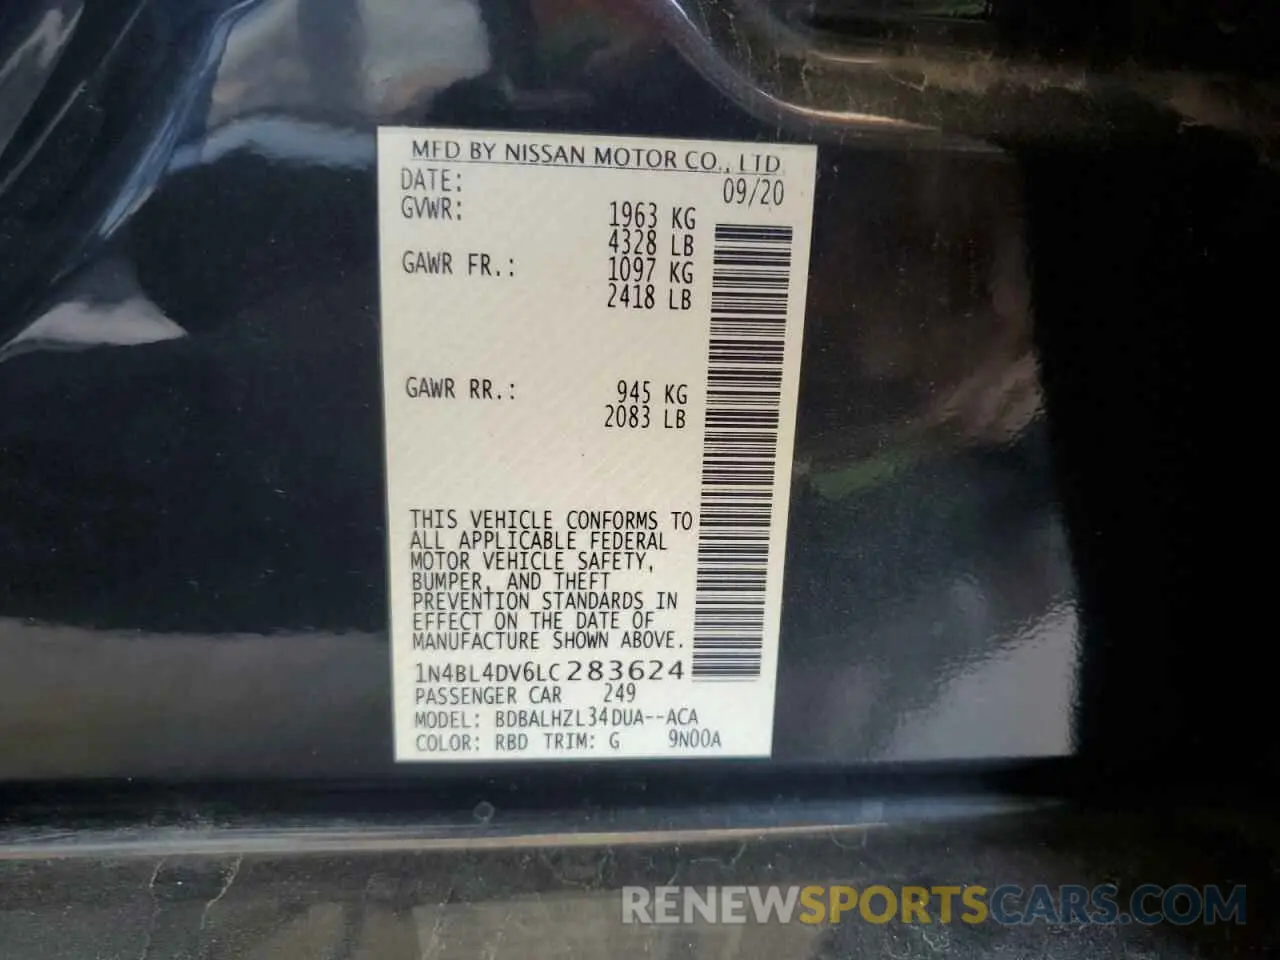 MFD BY NISSAN MOTOR CO., LTD.
DATE: 09/20
GVWR: 1963 KG
4328 LB
GAWR FR.: 1097 KG
2418 LB
GAWR RR.: 945 KG
2083 LB
THIS VEHICLE CONFORMS TO
ALL APPLICABLE FEDERAL
MOTOR VEHICLE SAFETY,
BUMPER, AND THEFT
PREVENTION STANDARDS IN
EFFECT ON THE DATE OF
MANUFACTURE SHOWN ABOVE.
1N4BL4DV6LC283624
PASSENGER CAR 249
MODEL: BDBALHZL34DUA--ACA
COLOR: RBD TRIM: G 9N00A
RENEWSPORTSCARS.COM